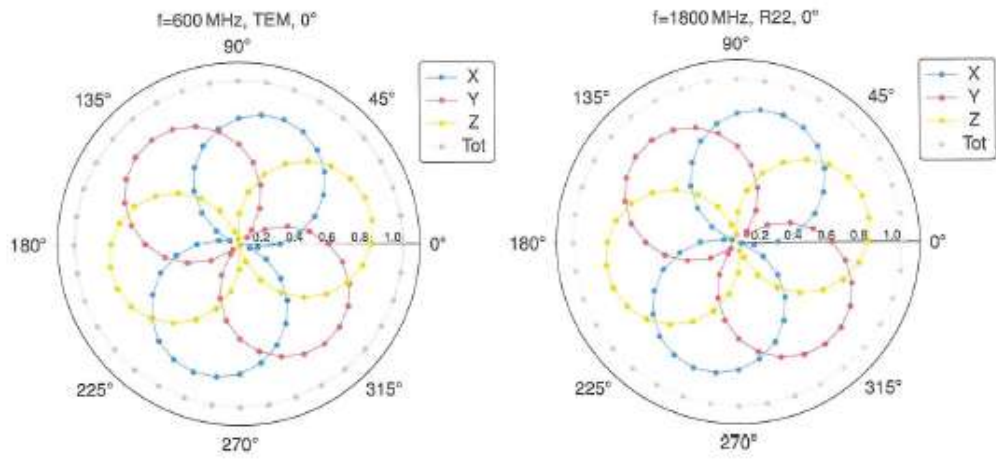 f=600 MHz, TEM, 0°
90°
135°
45°
X
Y
Z
Tot
180°
0.2 0.4 0.6 0.8 1.0
0°
225°
315°
270°
f=1800 MHz, R22, 0°
90°
135°
45°
X
Y
Z
Tot
180°
0.2 0.4 0.6 0.8 1.0
0°
225°
315°
270°